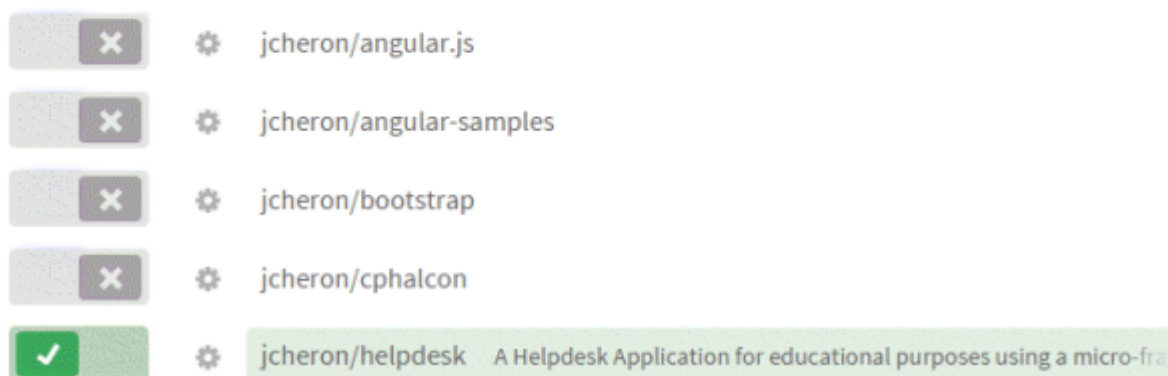 jcheron/angular.js
jcheron/angular-samples
jcheron/bootstrap
jcheron/cphalcon
jcheron/helpdesk A Helpdesk Application for educational purposes using a micro-fra